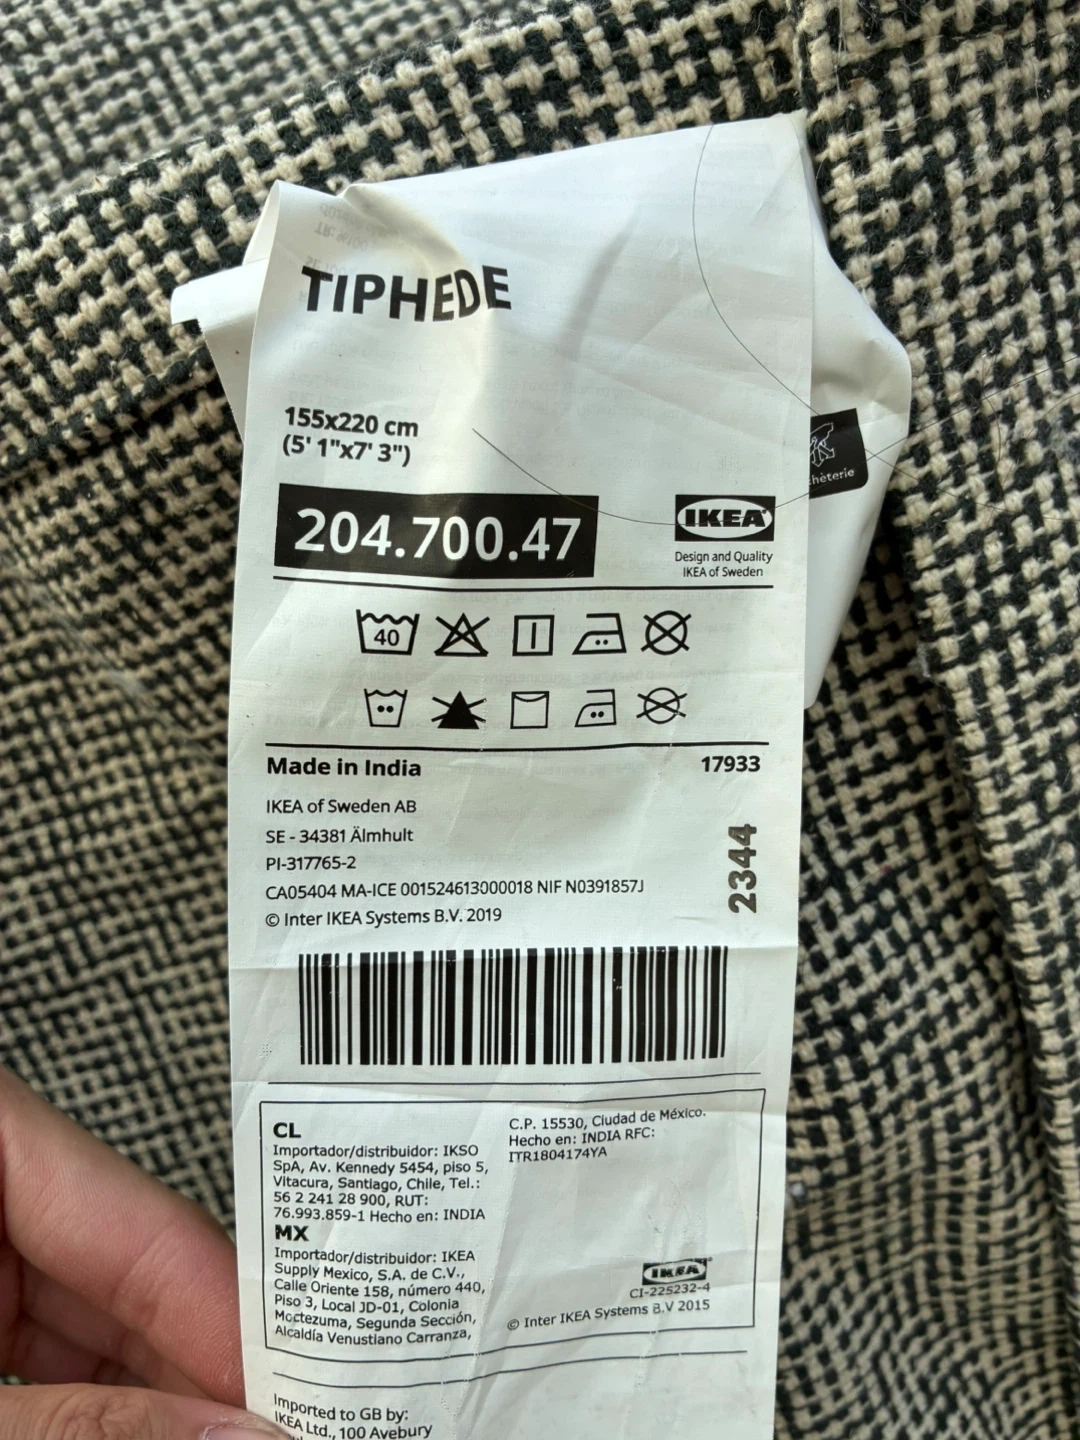 TIPHEDE
155x220 cm
(5' 1"x7' 3")
204.700.47
IKEA
Design and Quality
IKEA of Sweden
40
Made in India
17933
IKEA of Sweden AB
SE - 34381 Älmhult
PI-317765-2
CA05404 MA-ICE 001524613000018 NIF N0391857J
© Inter IKEA Systems B.V. 2019
2344
CL
Importador/distribuidor: IKSO
SpA, Av. Kennedy 5454, piso 5,
Vitacura, Santiago, Chile, Tel.:
56 2 241 28 900, RUT:
76.993.859-1 Hecho en: INDIA
MX
Importador/distribuidor: IKEA
Supply Mexico, S.A. de C.V.,
Calle Oriente 158, número 440,
Piso 3, Local JD-01, Colonia
Moctezuma, Segunda Sección,
Alcaldía Venustiano Carranza,
C.P. 15530, Ciudad de México.
Hecho en: INDIA RFC:
ITR1804174YA
IKEA
CI-225232-4
© Inter IKEA Systems B.V 2015
Imported to GB by:
IKEA Ltd., 100 Avebury